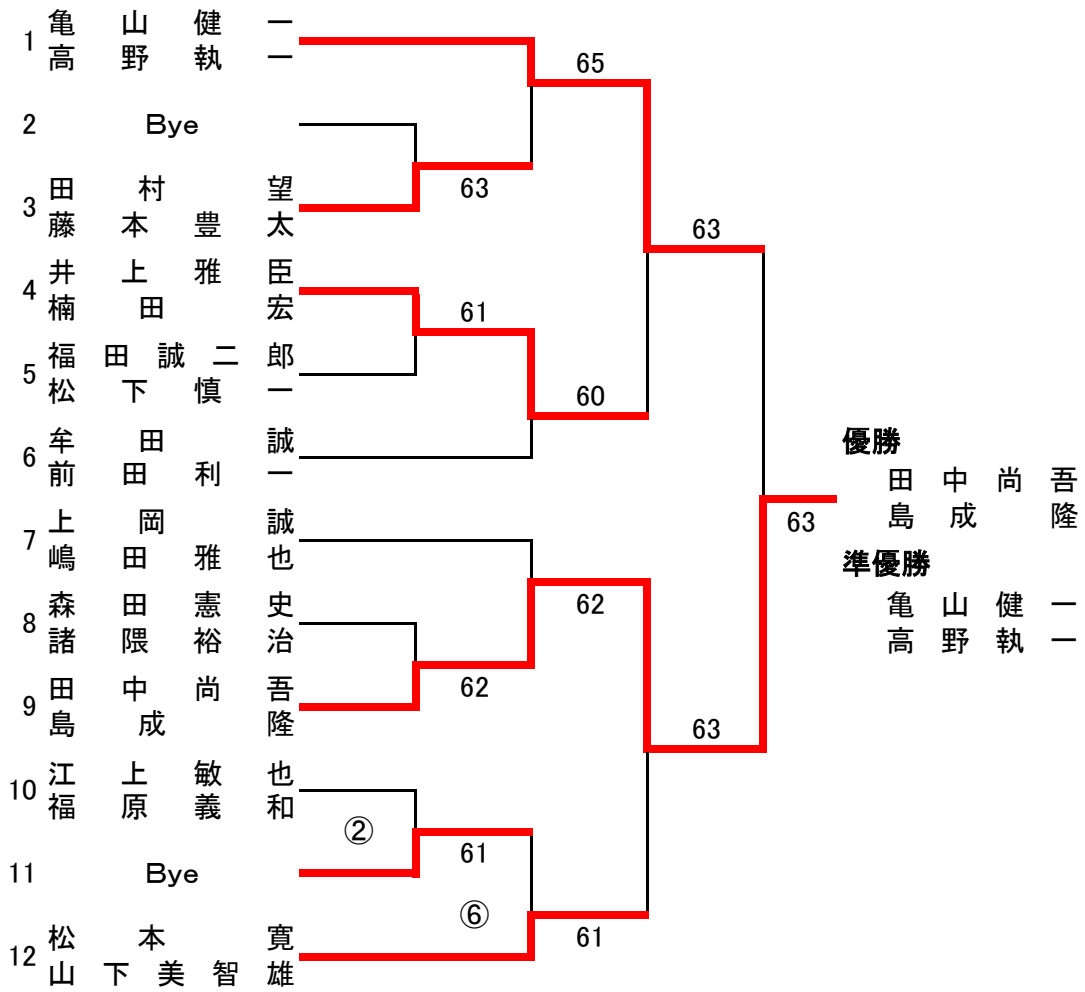 1 亀山健一
高野執一
65
2 Bye
63
3 田村望
藤本豊太
63
4 井上雅臣
楠田宏
61
5 福田誠二郎
松下慎一
60
6 牟田誠
前田利一
優勝
田中尚吾
島成隆
63
準優勝
亀山健一
高野執一
7 上岡誠
嶋田雅也
62
8 森田憲史
諸隈裕治
62
9 田中尚吾
島成隆
63
10 江上敏也
福原義和
②
61
11 Bye
⑥
61
12 松本寛
山下美智雄